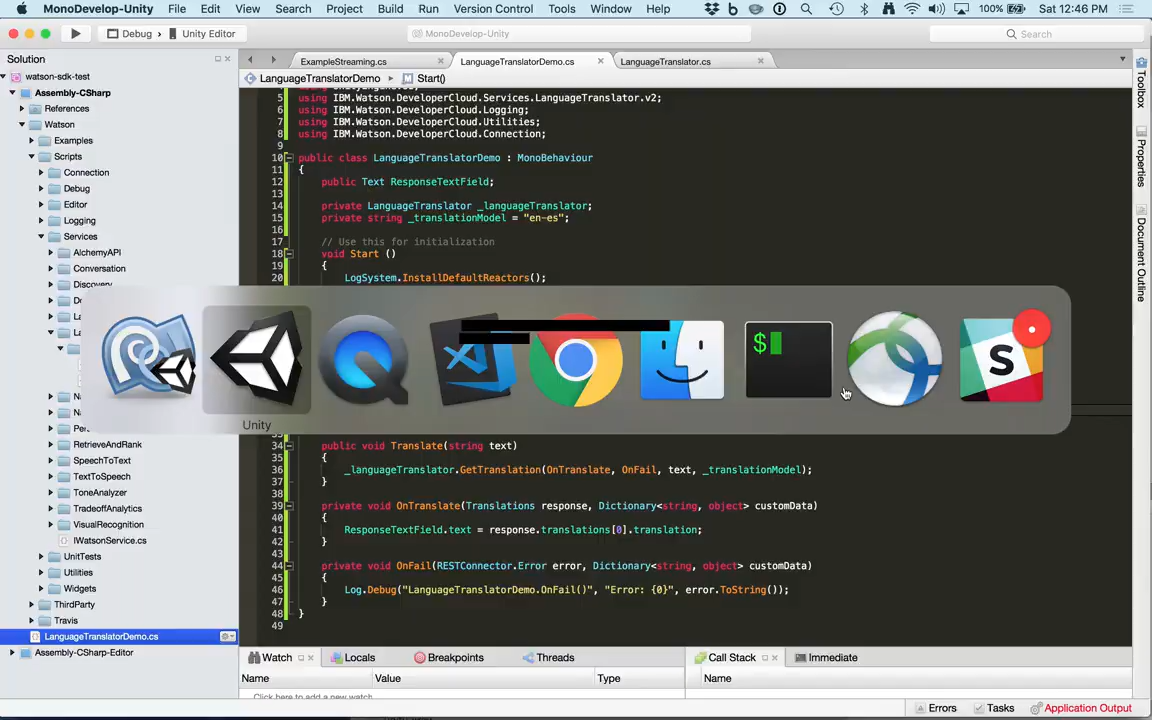 MonoDevelop-Unity File Edit View Search Project Build Run Version Control Tools Window Help 100% Sat 12:46 PM
Debug Unity Editor MonoDevelop-Unity Search
Solution
watson-sdk-test
Assembly-CSharp
References
Watson
Examples
Scripts
Connection
Debug
Editor
Logging
Services
AlchemyAPI
Conversation
RetrieveAndRank
SpeechToText
TextToSpeech
ToneAnalyzer
TradeoffAnalytics
VisualRecognition
IWatsonService.cs
UnitTests
Utilities
Widgets
ThirdParty
Travis
LanguageTranslatorDemo.cs
Assembly-CSharp-Editor
ExampleStreaming.cs LanguageTranslatorDemo.cs LanguageTranslator.cs
LanguageTranslatorDemo Start()
5 using IBM.Watson.DeveloperCloud.Services.LanguageTranslator.v2;
6 using IBM.Watson.DeveloperCloud.Logging;
7 using IBM.Watson.DeveloperCloud.Utilities;
8 using IBM.Watson.DeveloperCloud.Connection;
9
10 public class LanguageTranslatorDemo : MonoBehaviour
11 {
12 public Text ResponseTextField;
13
14 private LanguageTranslator _languageTranslator;
15 private string _translationModel = "en-es";
16
17 // Use this for initialization
18 void Start ()
19 {
20 LogSystem.InstallDefaultReactors();
$
S
Unity
34 public void Translate(string text)
35 {
36 _languageTranslator.GetTranslation(OnTranslate, OnFail, text, _translationModel);
37 }
38
39 private void OnTranslate(Translations response, Dictionary<string, object> customData)
40 {
41 ResponseTextField.text = response.translations[0].translation;
42 }
43
44 private void OnFail(RESTConnector.Error error, Dictionary<string, object> customData)
45 {
46 Log.Debug("LanguageTranslatorDemo.OnFail()", "Error: {0}", error.ToString());
47 }
48 }
49
Watch Locals Breakpoints Threads
Name Value Type
Click here to add a new watch
Call Stack Immediate
Name
Toolbox
Properties
Document Outline
Errors Tasks Application Output